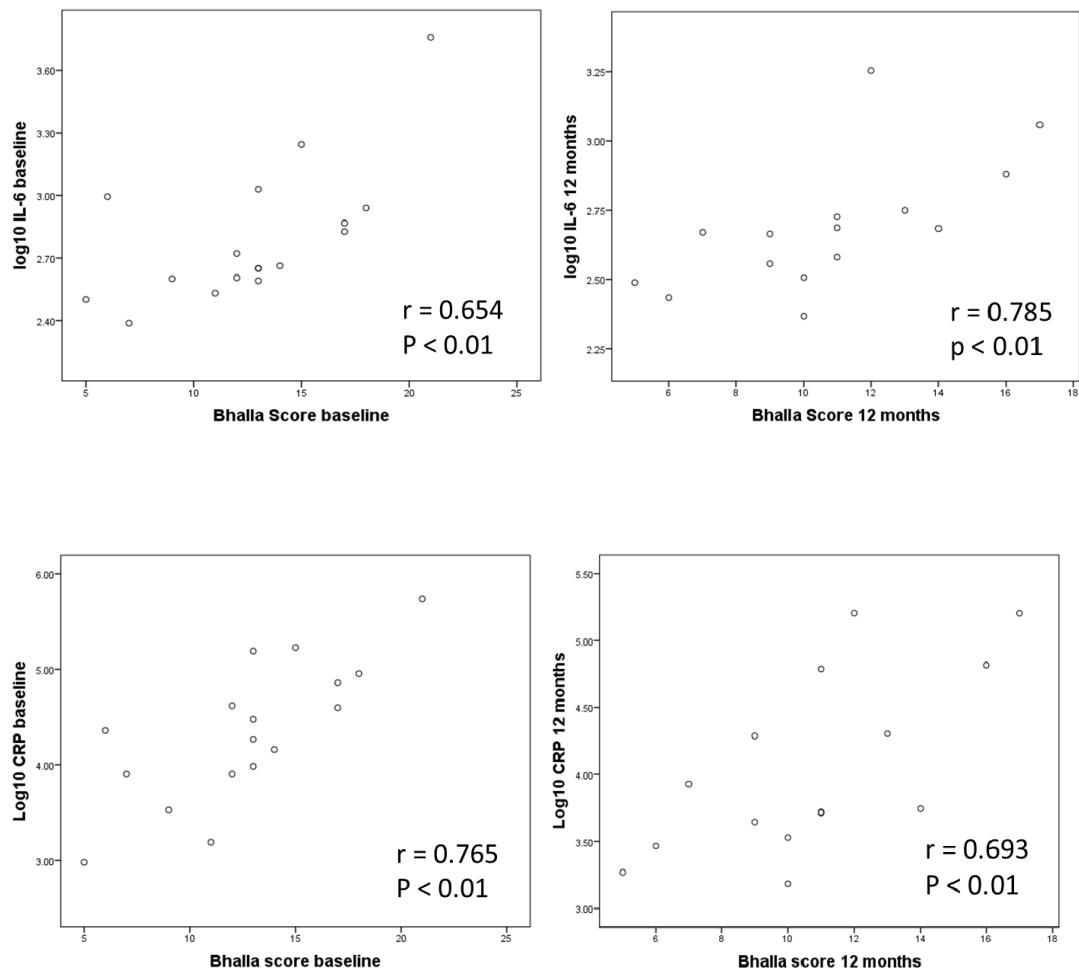 log10 IL-6 baseline
3.60
3.30
3.00
2.70
2.40
r = 0.654
P < 0.01
5 10 15 20 25
Bhalla Score baseline
log10 IL-6 12 months
3.25
3.00
2.75
2.50
2.25
r = 0.785
p < 0.01
6 8 10 12 14 16 18
Bhalla Score 12 months
Log10 CRP baseline
6.00
5.00
4.00
3.00
r = 0.765
P < 0.01
5 10 15 20 25
Bhalla score baseline
Log10 CRP 12 months
5.50
5.00
4.50
4.00
3.50
3.00
r = 0.693
P < 0.01
6 8 10 12 14 16 18
Bhalla score 12 months